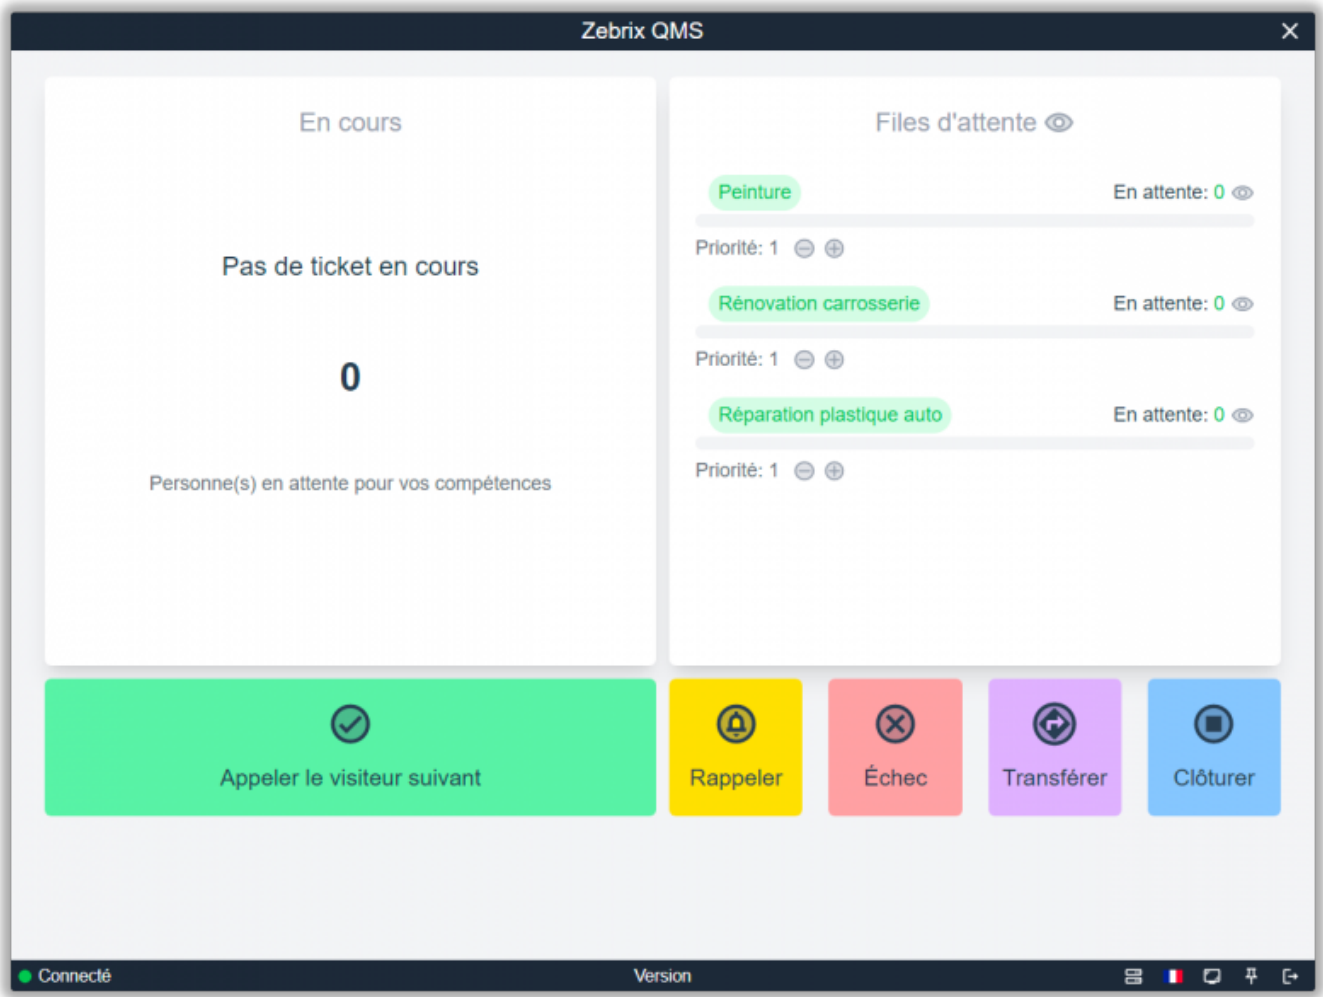 Zebrix QMS
En cours
Pas de ticket en cours
0
Personne(s) en attente pour vos compétences
Files d'attente
Peinture
En attente: 0
Priorité: 1
Rénovation carrosserie
En attente: 0
Priorité: 1
Réparation plastique auto
En attente: 0
Priorité: 1
Appeler le visiteur suivant
Rappeler
Échec
Transférer
Clôturer
Connecté
Version